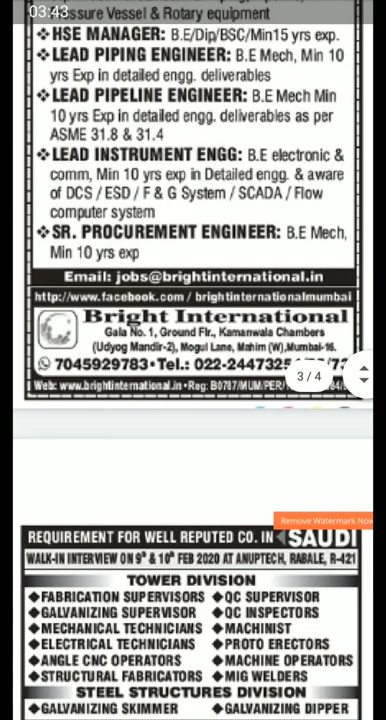 03:43
Pressure Vessel & Rotary equipment
❖HSE MANAGER: B.E/Dip/BSC/Min15 yrs exp.
❖LEAD PIPING ENGINEER: B.E Mech, Min 10
yrs Exp in detailed engg. deliverables
❖LEAD PIPELINE ENGINEER: B.E Mech Min
10 yrs Exp in detailed engg. deliverables as per
ASME 31.8 & 31.4
❖LEAD INSTRUMENT ENGG: B.E electronic &
comm, Min 10 yrs exp in Detailed engg. & aware
of DCS / ESD / F & G System / SCADA / Flow
computer system
❖SR. PROCUREMENT ENGINEER: B.E Mech,
Min 10 yrs exp
Email: jobs@brightinternational.in
http://www.facebook.com / brightinternationalmumbai
Bright International
Gala No. 1, Ground Flr., Kamanwala Chambers
(Udyog Mandir-2), Mogul Lane, Mahim (W), Mumbai-16.
7045929783•Tel.: 022-2447325
Web: www.brightinternational.in•Reg: B0787/MUM/PER/
3 / 4
Remove Watermark Now
REQUIREMENT FOR WELL REPUTED CO. IN SAUDI
WALK-IN INTERVIEW ON 9th & 10th FEB 2020 AT ANUPTECH, RABALE, R-421
TOWER DIVISION
◆FABRICATION SUPERVISORS ◆QC SUPERVISOR
◆GALVANIZING SUPERVISOR ◆QC INSPECTORS
◆MECHANICAL TECHNICIANS ◆MACHINIST
◆ELECTRICAL TECHNICIANS ◆PROTO ERECTORS
◆ANGLE CNC OPERATORS ◆MACHINE OPERATORS
◆STRUCTURAL FABRICATORS ◆MIG WELDERS
STEEL STRUCTURES DIVISION
◆GALVANIZING SKIMMER ◆GALVANIZING DIPPER